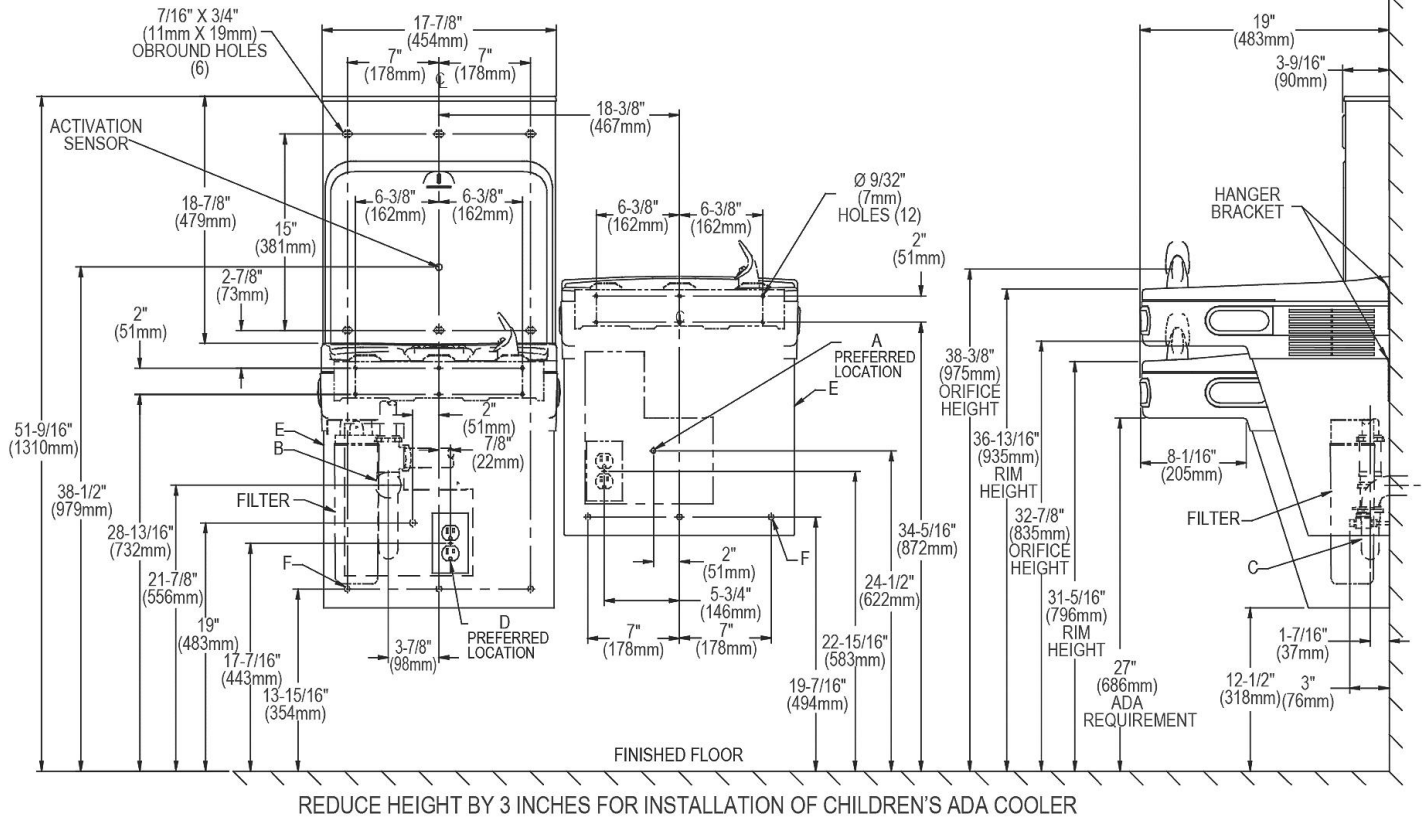 7/16" X 3/4"
(11mm X 19mm)
OBROUND HOLES
(6)
17-7/8"
(454mm)
7"
(178mm)
7"
(178mm)
℄
18-3/8"
(467mm)
19"
(483mm)
3-9/16"
(90mm)
ACTIVATION
SENSOR
18-7/8"
(479mm)
15"
(381mm)
6-3/8"
(162mm)
6-3/8"
(162mm)
6-3/8"
(162mm)
6-3/8"
(162mm)
Ø 9/32"
(7mm)
HOLES (12)
2"
(51mm)
HANGER
BRACKET
2-7/8"
(73mm)
2"
(51mm)
℄
A
PREFERRED
LOCATION
E
38-3/8"
(975mm)
ORIFICE
HEIGHT
51-9/16"
(1310mm)
E
B
2"
(51mm)
7/8"
(22mm)
36-13/16"
(935mm)
RIM
HEIGHT
8-1/16"
(205mm)
38-1/2"
(979mm)
FILTER
FILTER
28-13/16"
(732mm)
34-5/16"
(872mm)
32-7/8"
(835mm)
ORIFICE
HEIGHT
F
F
C
21-7/8"
(556mm)
2"
(51mm)
24-1/2"
(622mm)
5-3/4"
(146mm)
31-5/16"
(796mm)
RIM
HEIGHT
19"
(483mm)
D
PREFERRED
LOCATION
3-7/8"
(98mm)
7"
(178mm)
7"
(178mm)
22-15/16"
(583mm)
1-7/16"
(37mm)
17-7/16"
(443mm)
19-7/16"
(494mm)
27"
(686mm)
ADA
REQUIREMENT
12-1/2"
(318mm)
3"
(76mm)
13-15/16"
(354mm)
FINISHED FLOOR
REDUCE HEIGHT BY 3 INCHES FOR INSTALLATION OF CHILDREN'S ADA COOLER